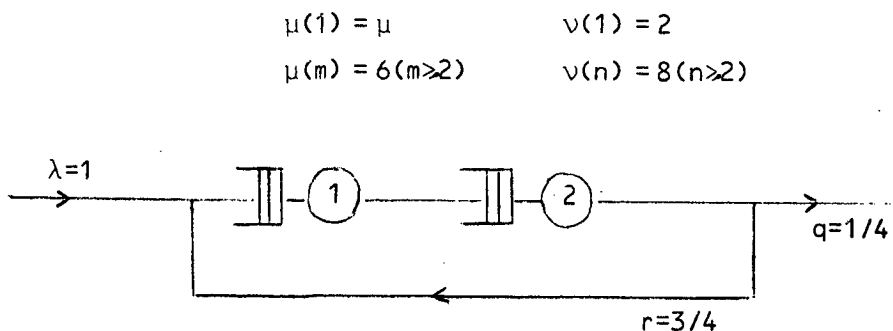 μ(1) = μ ν(1) = 2
μ(m) = 6(m≥2) ν(n) = 8(n≥2)
λ=1
1 2
q=1/4
r=3/4